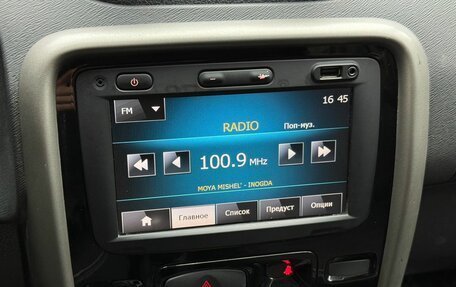 FM
16 45
RADIO
Поп-муз.
100.9 MHz
MOYA MISHEL' - INOGDA
Главное
Список
Предуст
Опции